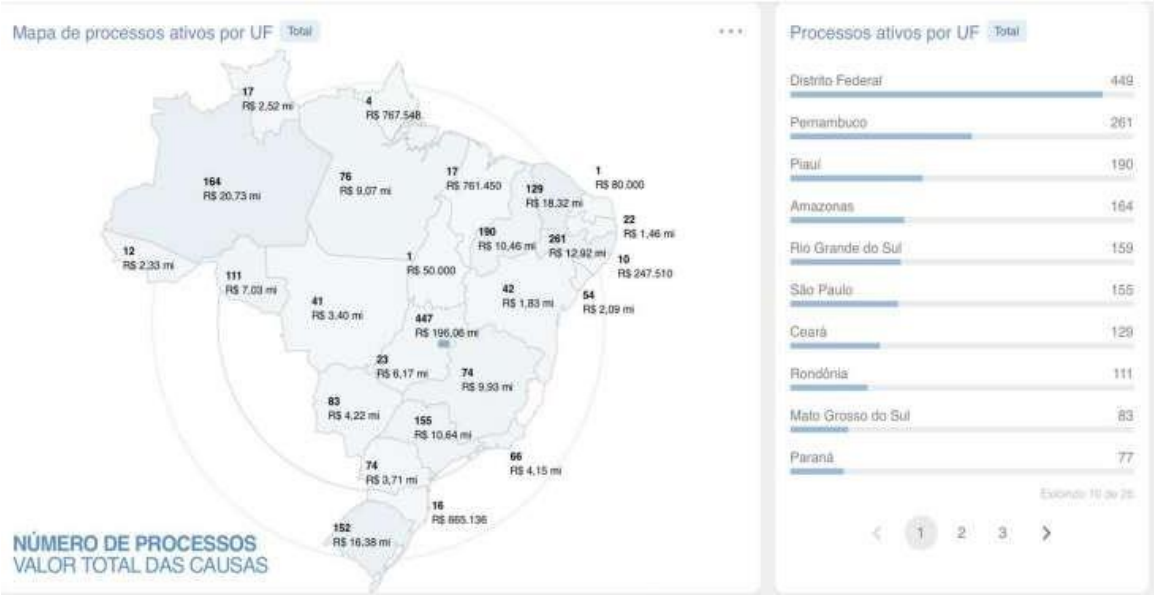 Mapa de processos ativos por UF Total
17
R$ 2,52 mi
4
R$ 767.548
164
R$ 20,73 mi
76
R$ 9,07 mi
17
R$ 761.450
129
R$ 18,32 mi
1
R$ 80.000
22
R$ 1,46 mi
190
R$ 10,46 mi
261
R$ 12,92 mi
10
R$ 247.510
12
R$ 2,33 mi
111
R$ 7,03 mi
1
R$ 50.000
41
R$ 3,40 mi
42
R$ 1,83 mi
54
R$ 2,09 mi
447
R$ 196,06 mi
23
R$ 6,17 mi
74
R$ 9,93 mi
83
R$ 4,22 mi
155
R$ 10,64 mi
66
R$ 4,15 mi
74
R$ 3,71 mi
16
R$ 665.136
152
R$ 16,38 mi
NÚMERO DE PROCESSOS
VALOR TOTAL DAS CAUSAS
Processos ativos por UF Total
Distrito Federal 449
Pernambuco 261
Piauí 190
Amazonas 164
Rio Grande do Sul 159
São Paulo 155
Ceará 129
Rondônia 111
Mato Grosso do Sul 83
Paraná 77
Exibindo 10 de 26
1 2 3